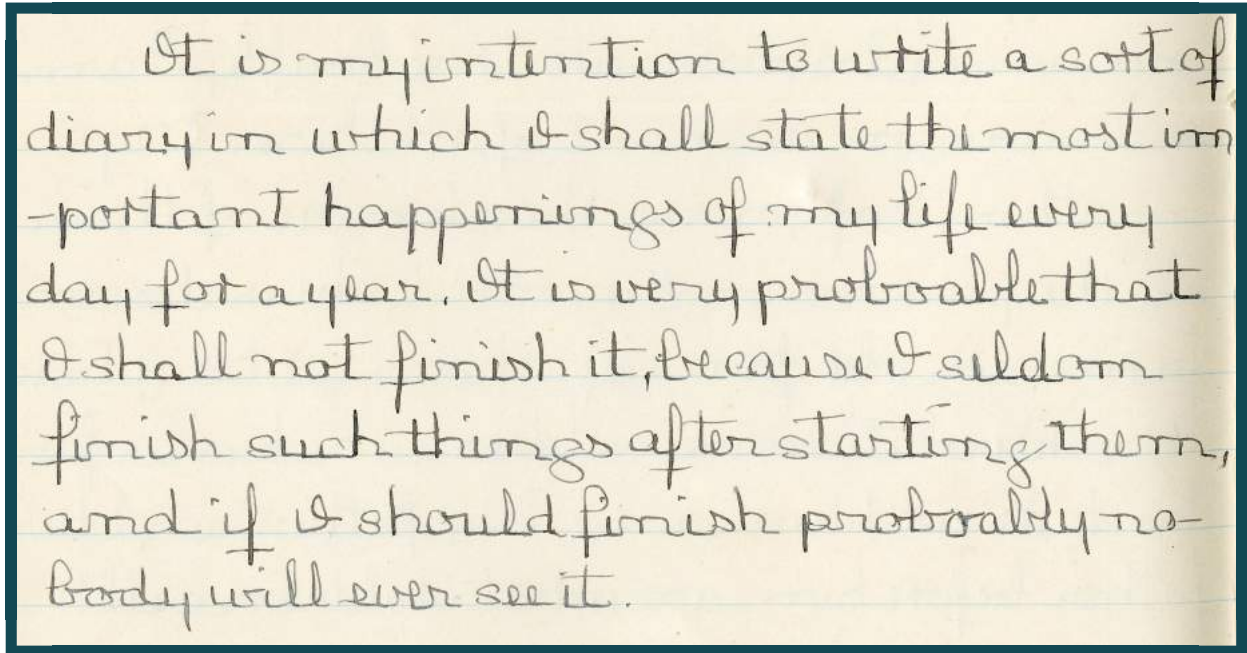 It is my intention to write a sort of
diary in which I shall state the most im
-portant happenings of my life every
day for a year. It is very probable that
I shall not finish it, because I seldom
finish such things after starting them,
and if I should finish probably no-
body will ever see it.